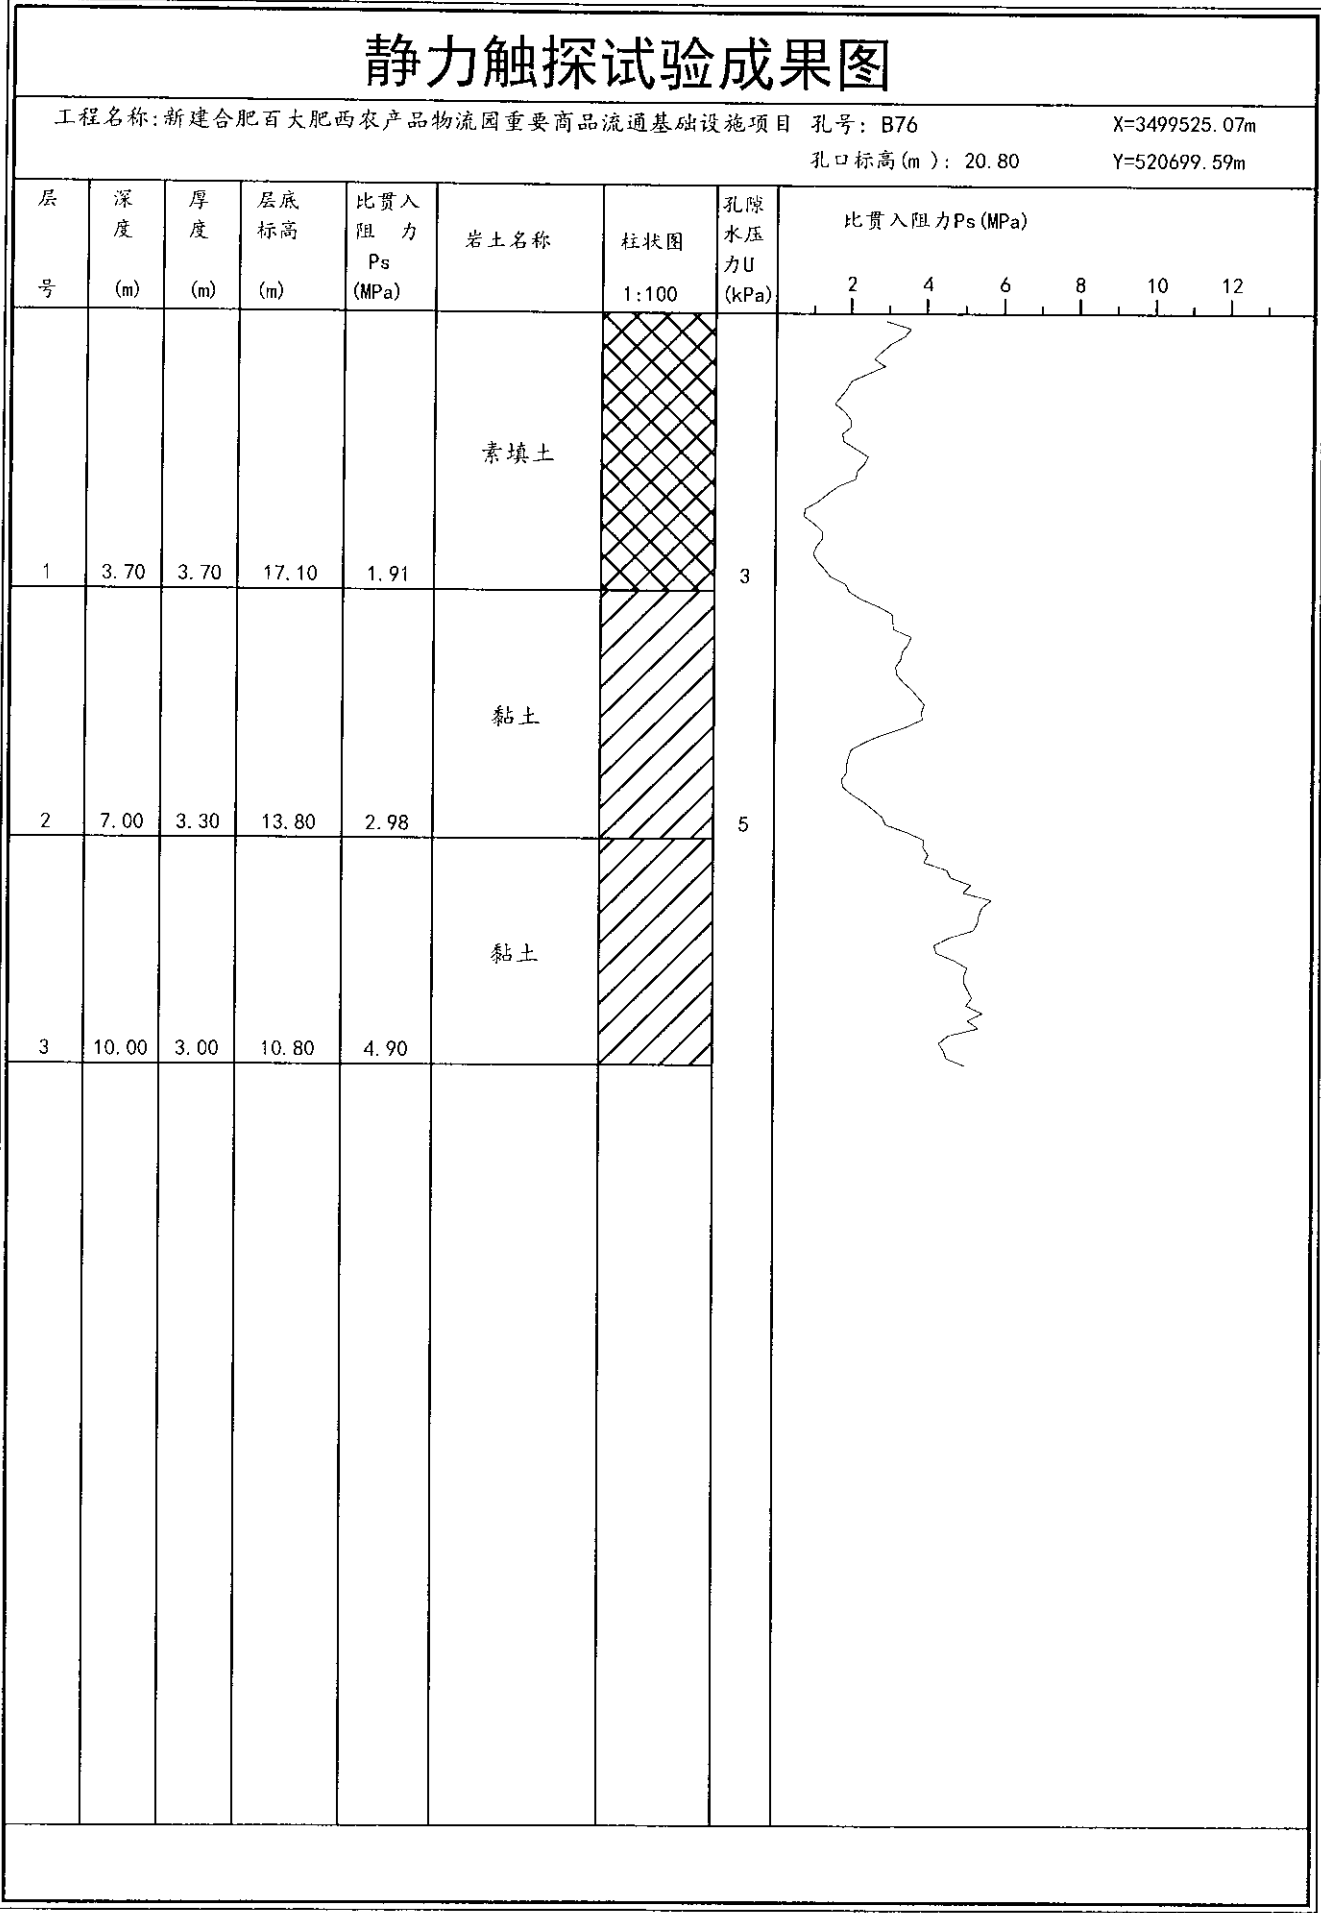 静力触探试验成果图
工程名称:新建合肥百大肥西农产品物流园重要商品流通基础设施项目 孔号: B76 X=3499525.07m
孔口标高(m ): 20.80 Y=520699.59m
层号 深度(m) 厚度(m) 层底标高(m) 比贯入阻力Ps(MPa) 岩土名称 柱状图1:100 孔隙水压力U(kPa) 比贯入阻力Ps(MPa)
2 4 6 8 10 12
素填土
1 3.70 3.70 17.10 1.91 3
黏土
2 7.00 3.30 13.80 2.98 5
黏土
3 10.00 3.00 10.80 4.90